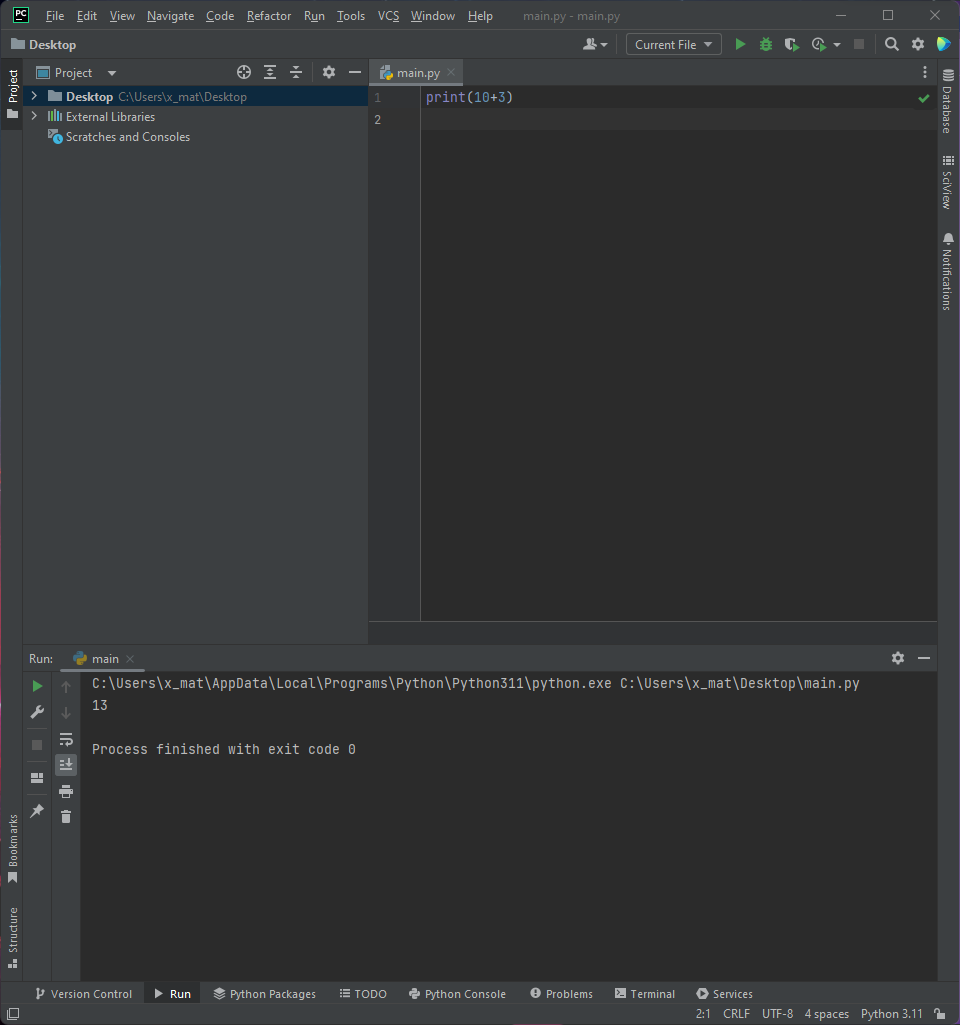 PC File Edit View Navigate Code Refactor Run Tools VCS Window Help main.py - main.py
Desktop Current File
Project main.py
Project
Desktop C:\Users\x_mat\Desktop
External Libraries
Scratches and Consoles
1 print(10+3)
2
Database
SciView
Notifications
Run: main
C:\Users\x_mat\AppData\Local\Programs\Python\Python311\python.exe C:\Users\x_mat\Desktop\main.py
13
Process finished with exit code 0
Bookmarks
Structure
Version Control Run Python Packages TODO Python Console Problems Terminal Services
2:1 CRLF UTF-8 4 spaces Python 3.11